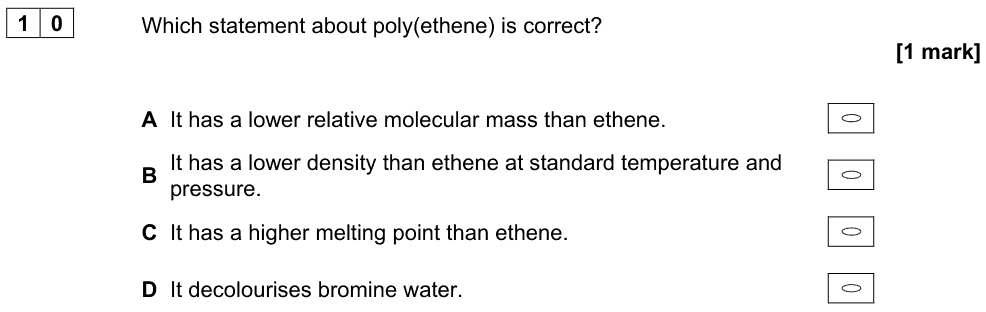 1 0 Which statement about poly(ethene) is correct?
[1 mark]
A It has a lower relative molecular mass than ethene.
It has a lower density than ethene at standard temperature and
B pressure.
C It has a higher melting point than ethene.
D It decolourises bromine water.